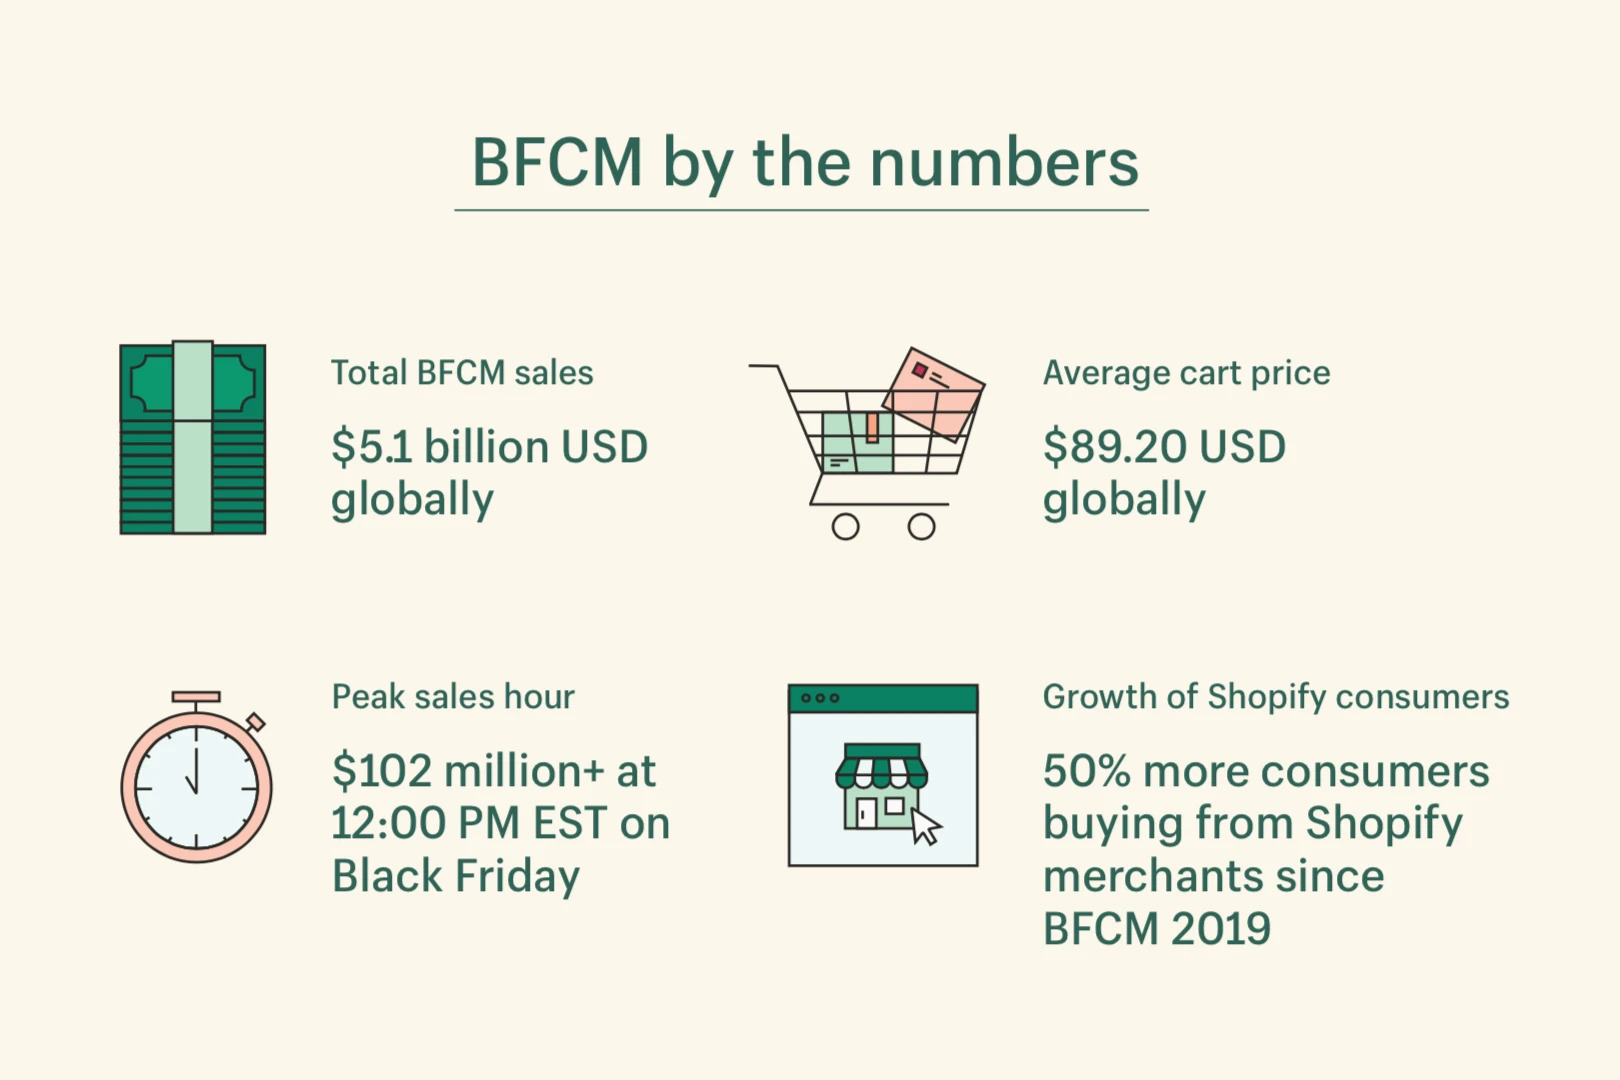 BFCM by the numbers
Total BFCM sales
$5.1 billion USD
globally
Average cart price
$89.20 USD
globally
Peak sales hour
$102 million+ at
12:00 PM EST on
Black Friday
Growth of Shopify consumers
50% more consumers
buying from Shopify
merchants since
BFCM 2019